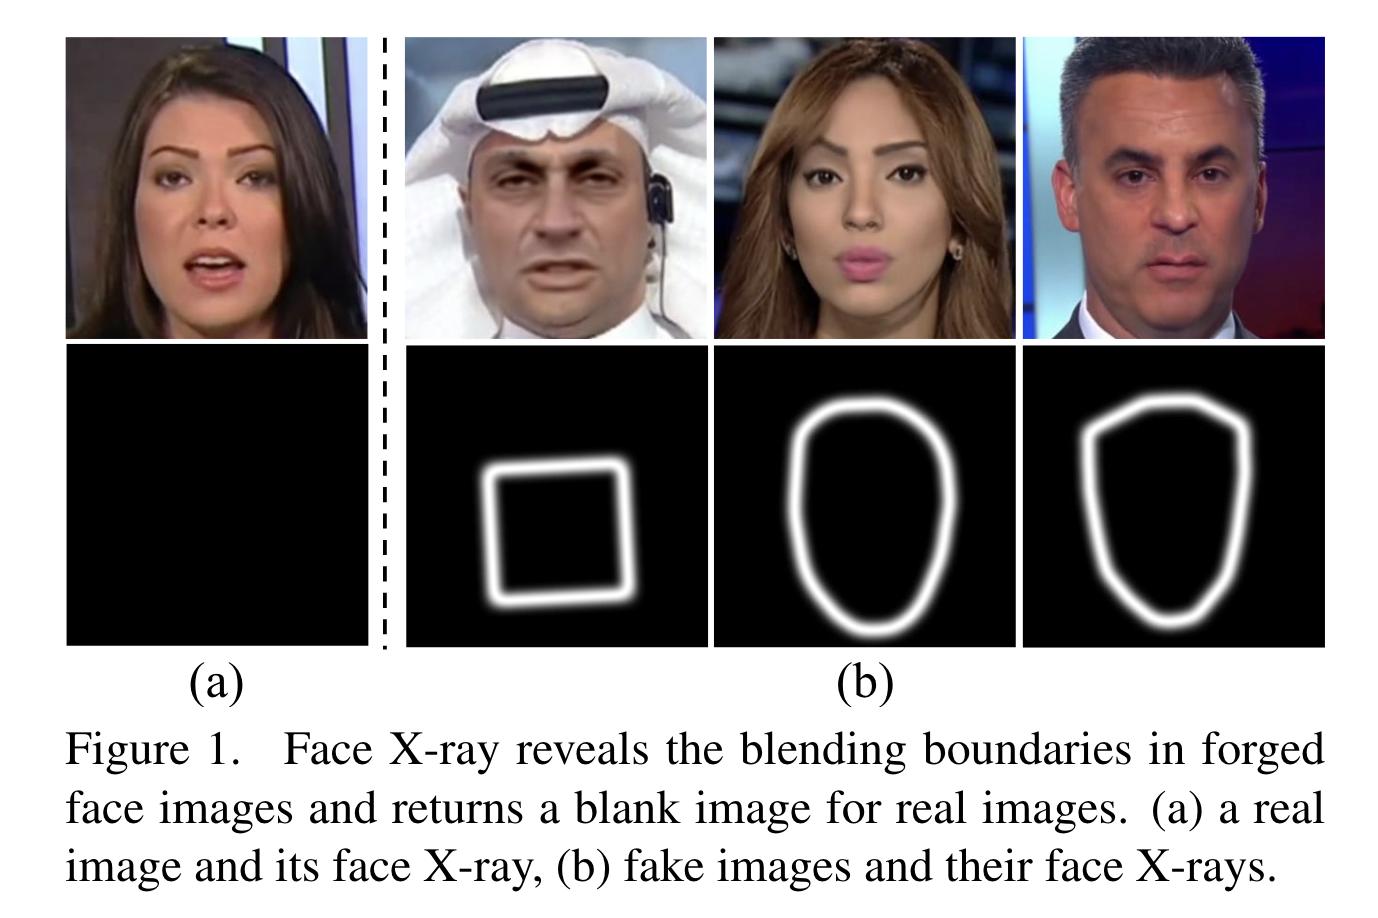 (a)
(b)
Figure 1. Face X-ray reveals the blending boundaries in forged
face images and returns a blank image for real images. (a) a real
image and its face X-ray, (b) fake images and their face X-rays.